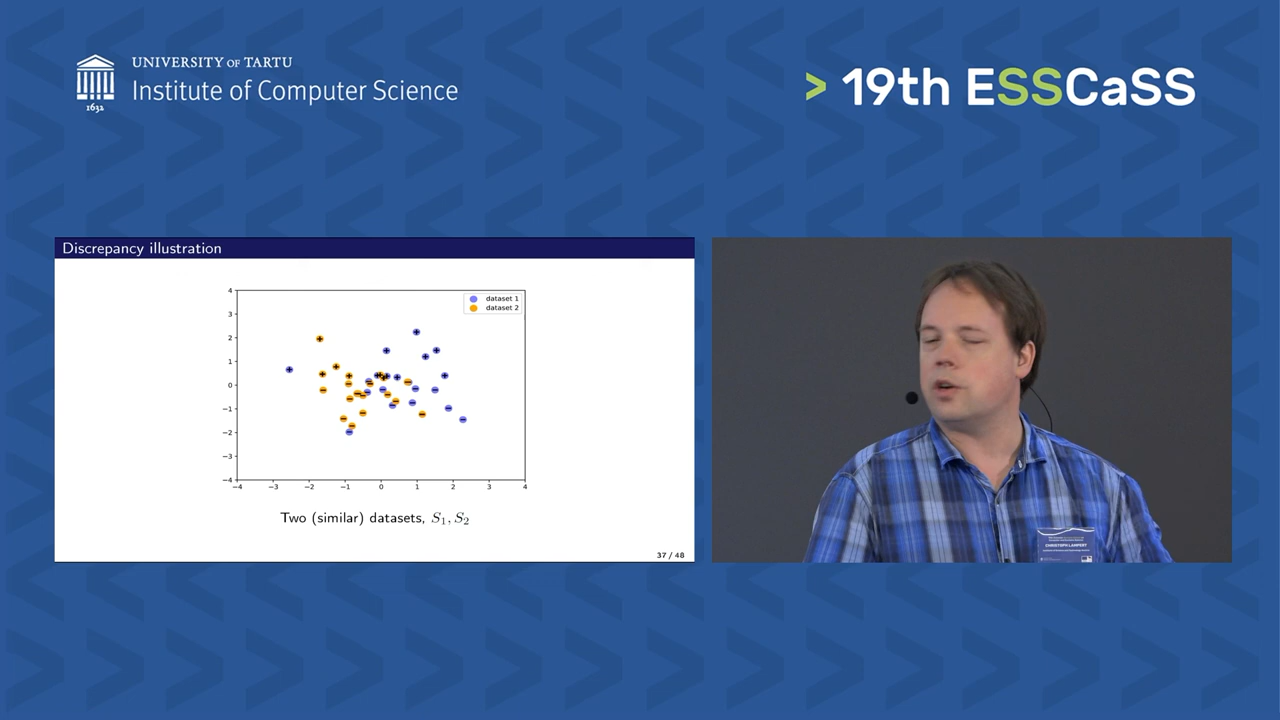 UNIVERSITY OF TARTU
Institute of Computer Science
1632
> 19th ESSCaSS
Discrepancy illustration
dataset 1
dataset 2
4
3
2
1
0
−1
−2
−3
−4
−4 −3 −2 −1 0 1 2 3 4
Two (similar) datasets, S₁, S₂
37 / 48
CHRISTOPH LAMPERT